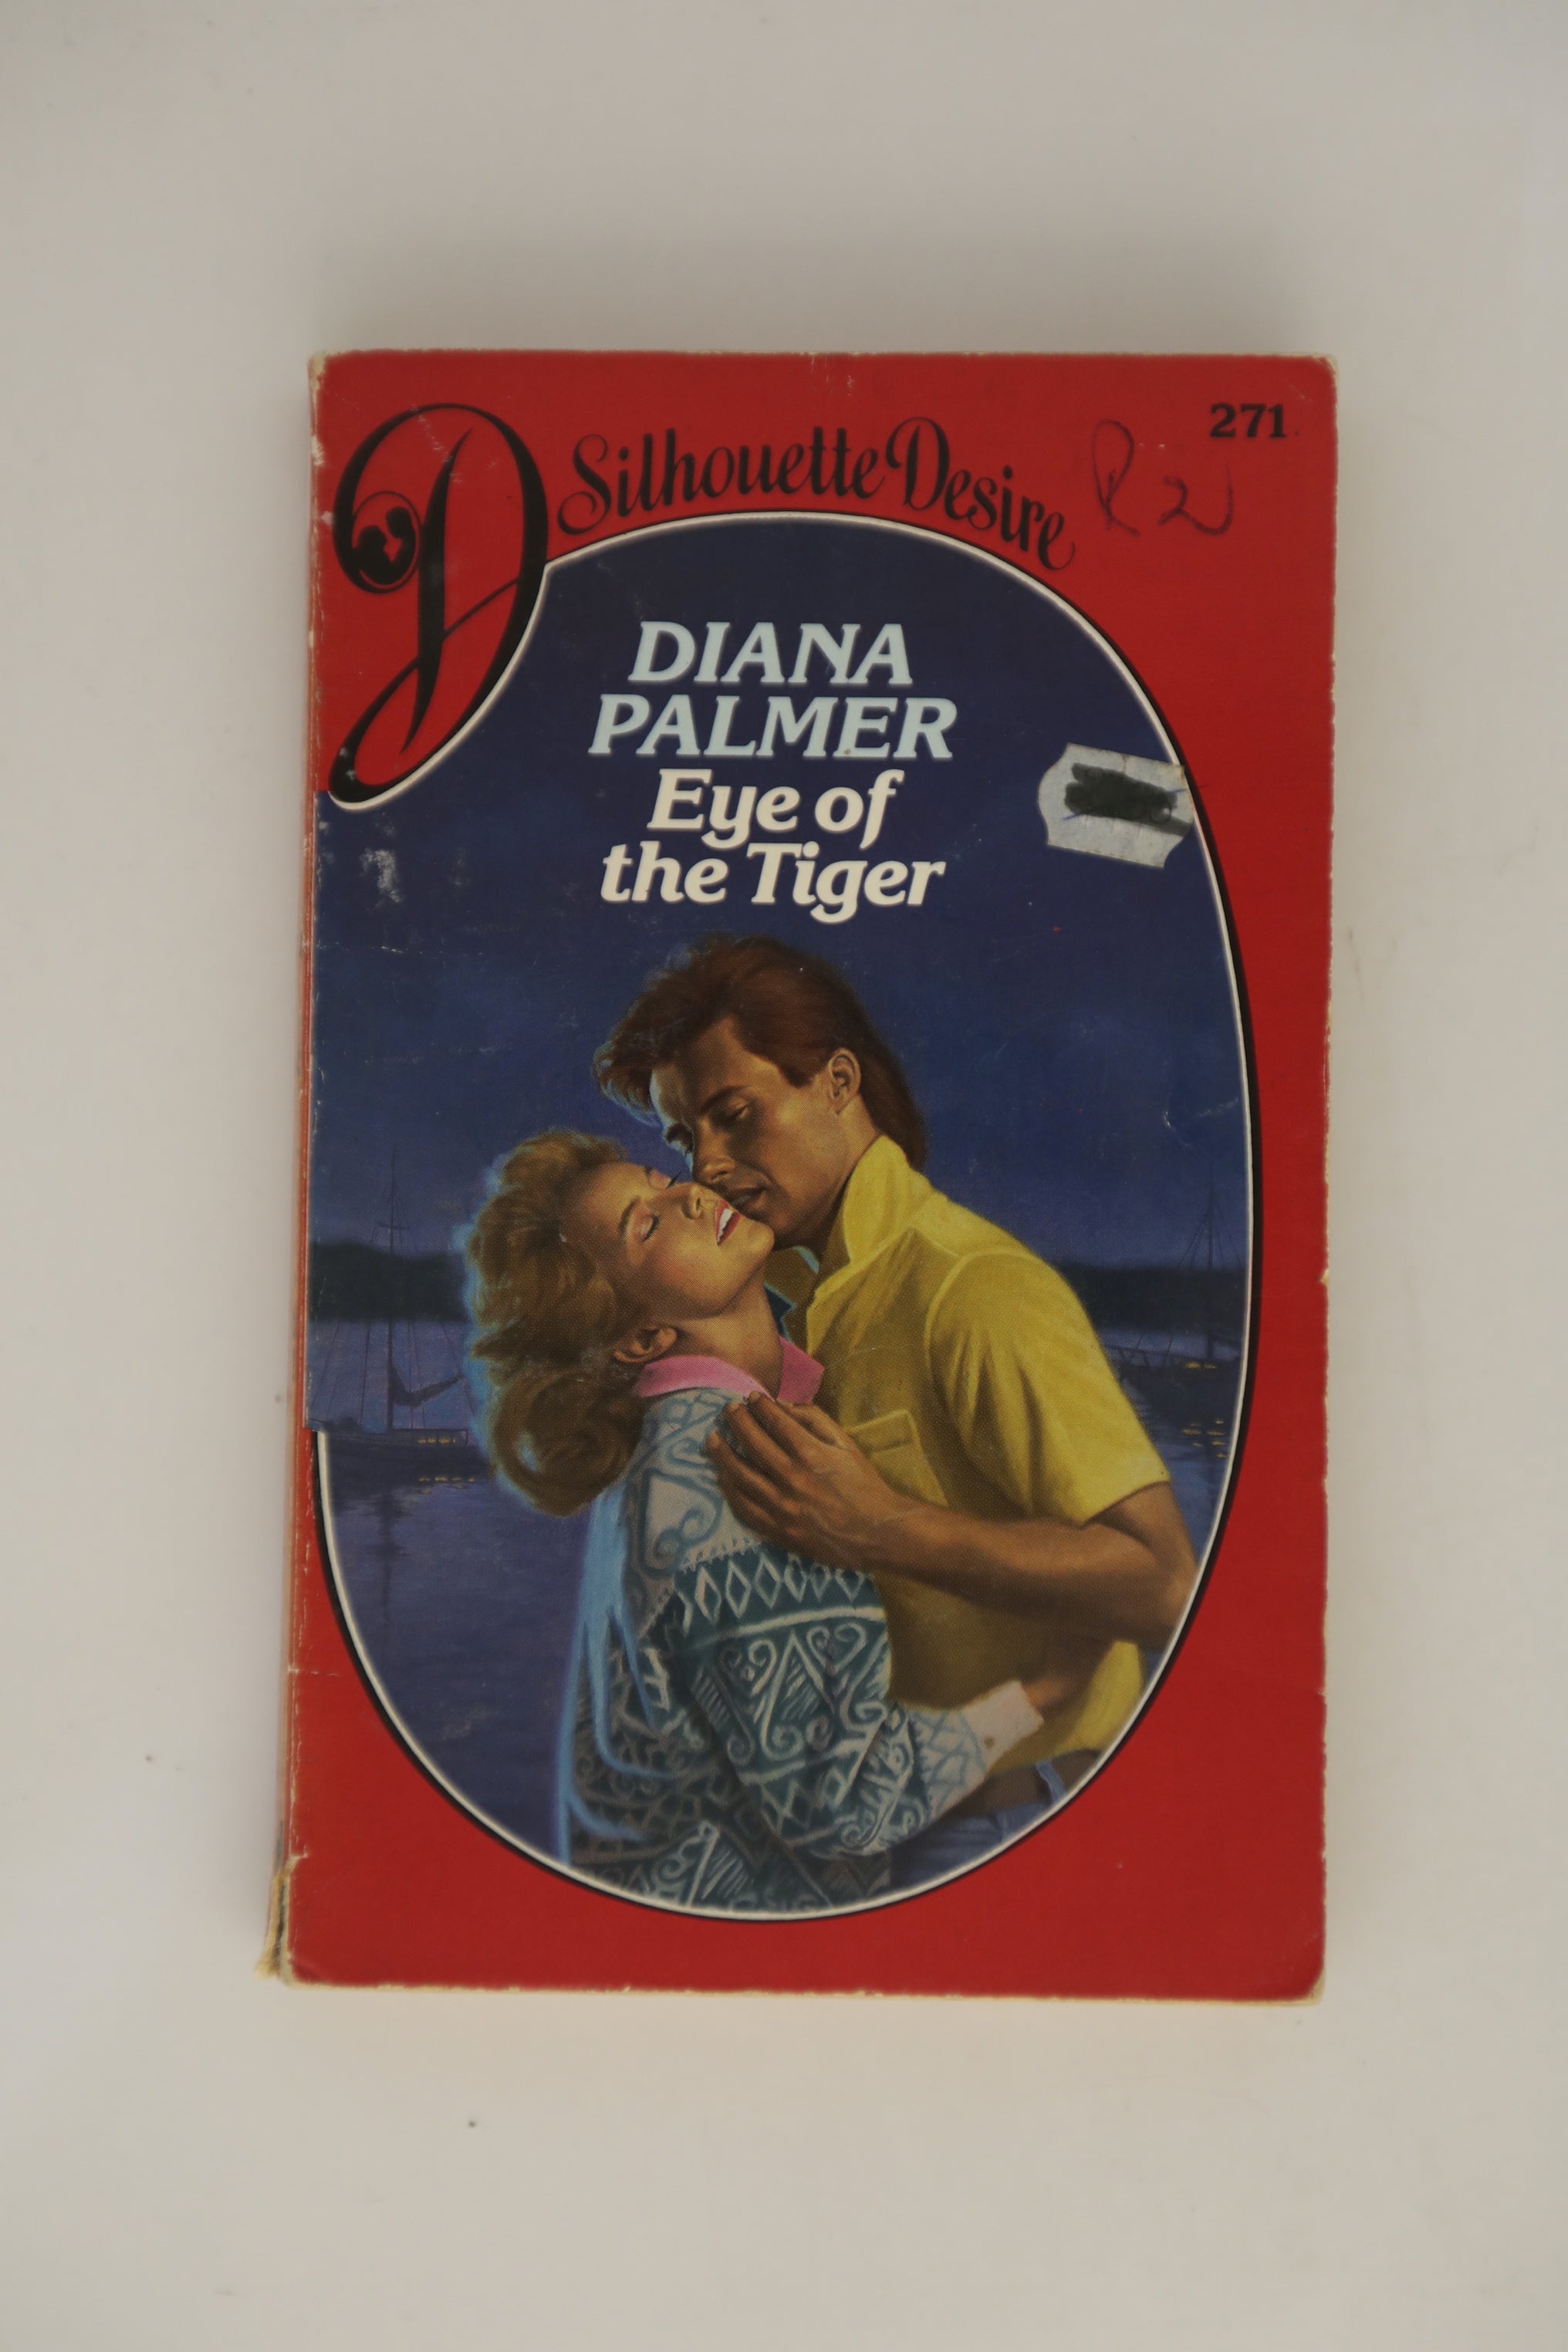 271
Silhouette Desire
R2
DIANA
PALMER
Eye of
the Tiger